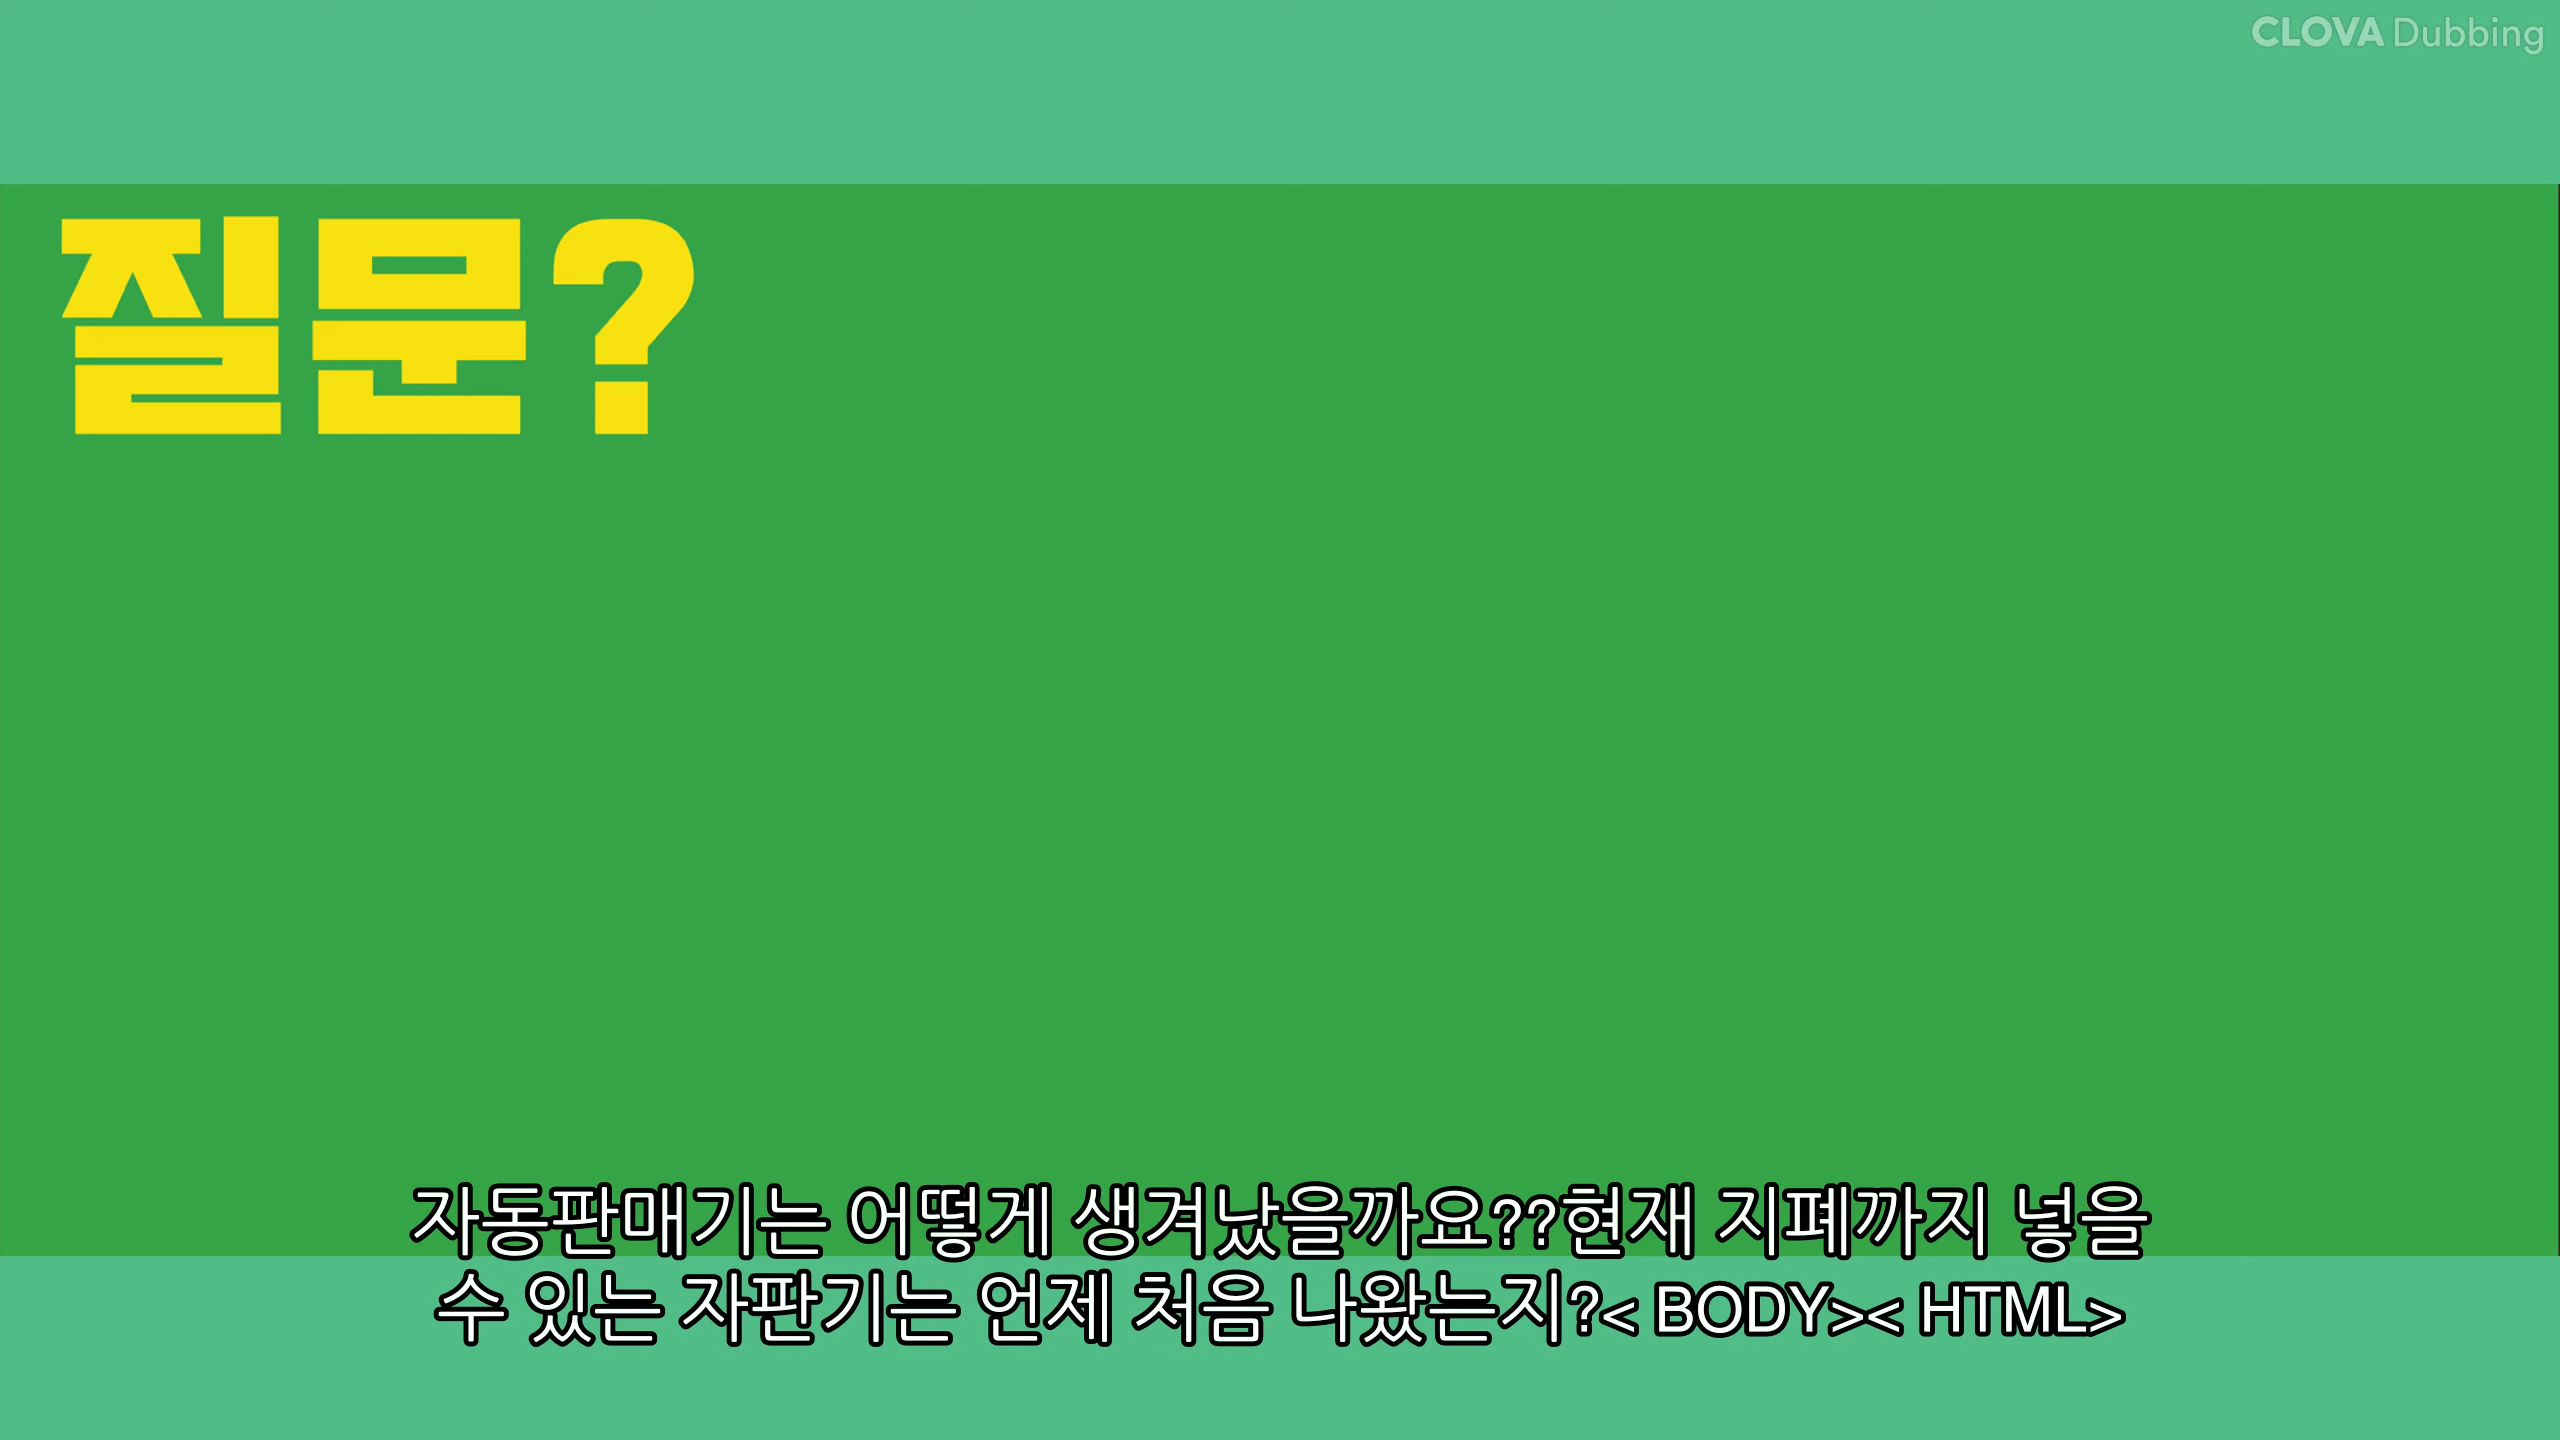 CLOVA Dubbing
질문?
자동판매기는 어떻게 생겨났을까요??현재 지폐까지 넣을
수 있는 자판기는 언제 처음 나왔는지?< BODY>< HTML>